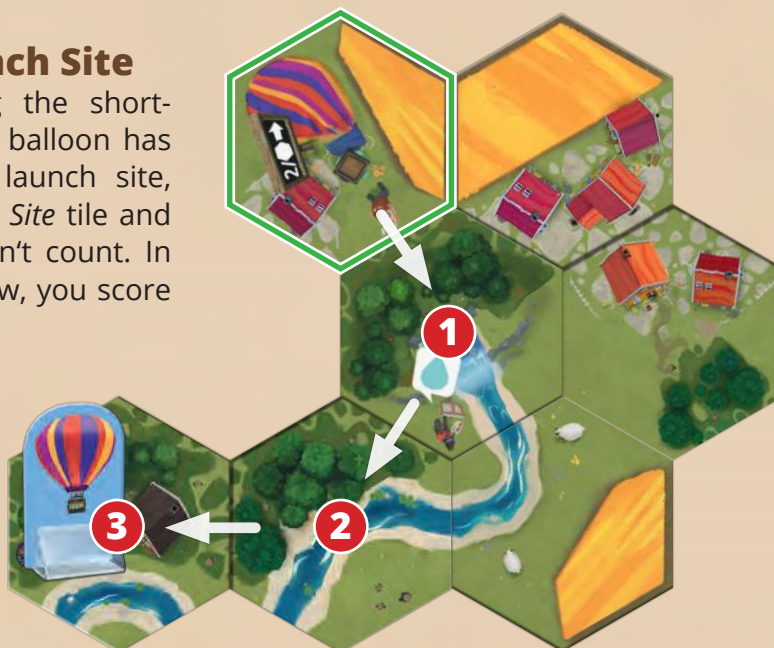 nch Site
g the short-
balloon has
launch site,
Site tile and
n‘t count. In
w, you score
2/2
1
2
3